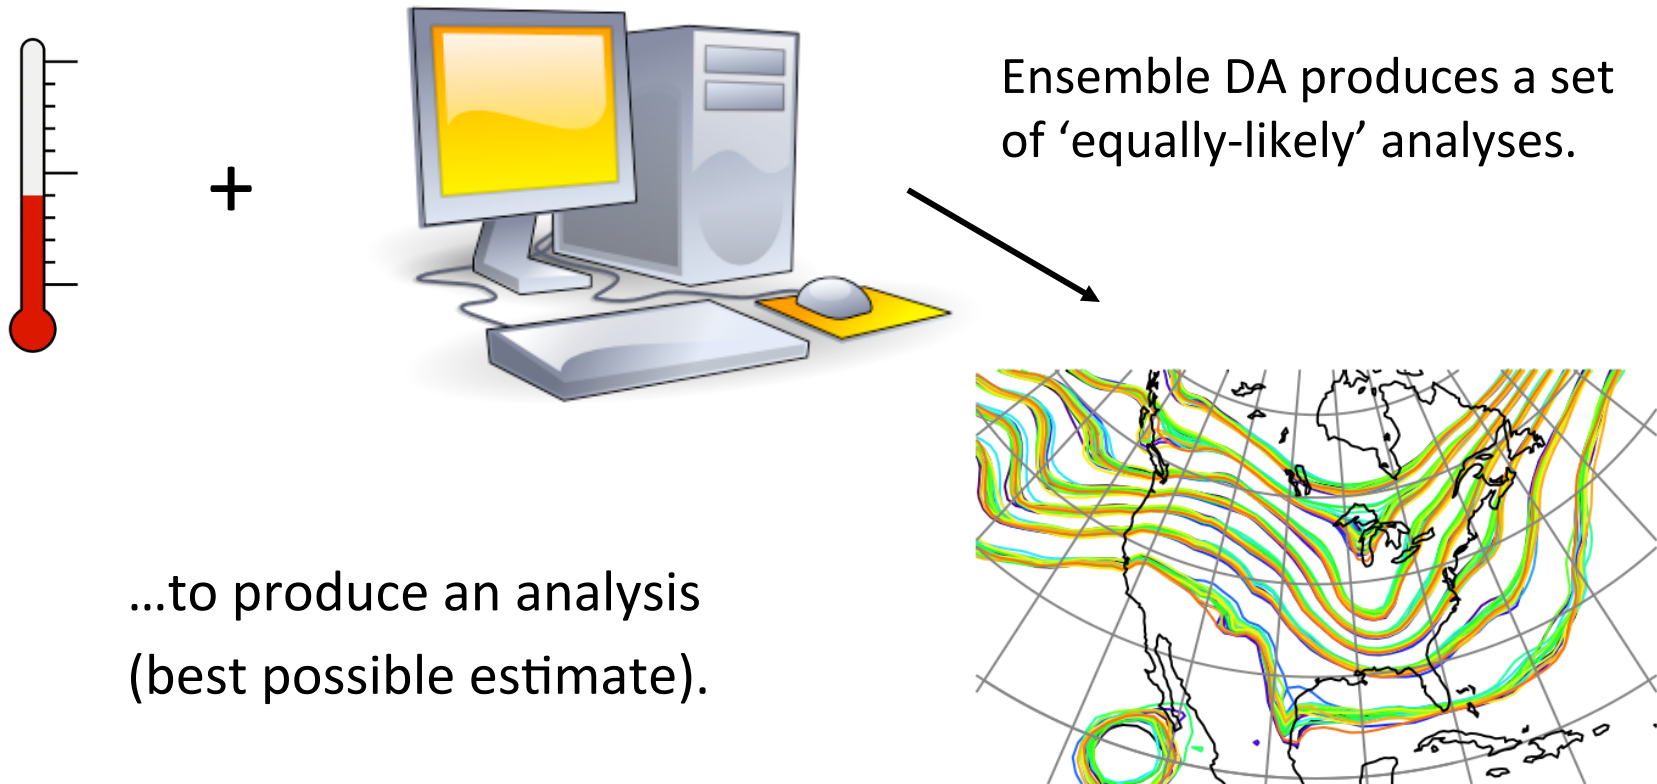 +
Ensemble DA produces a set
of ‘equally-likely’ analyses.
…to produce an analysis
(best possible estimate).